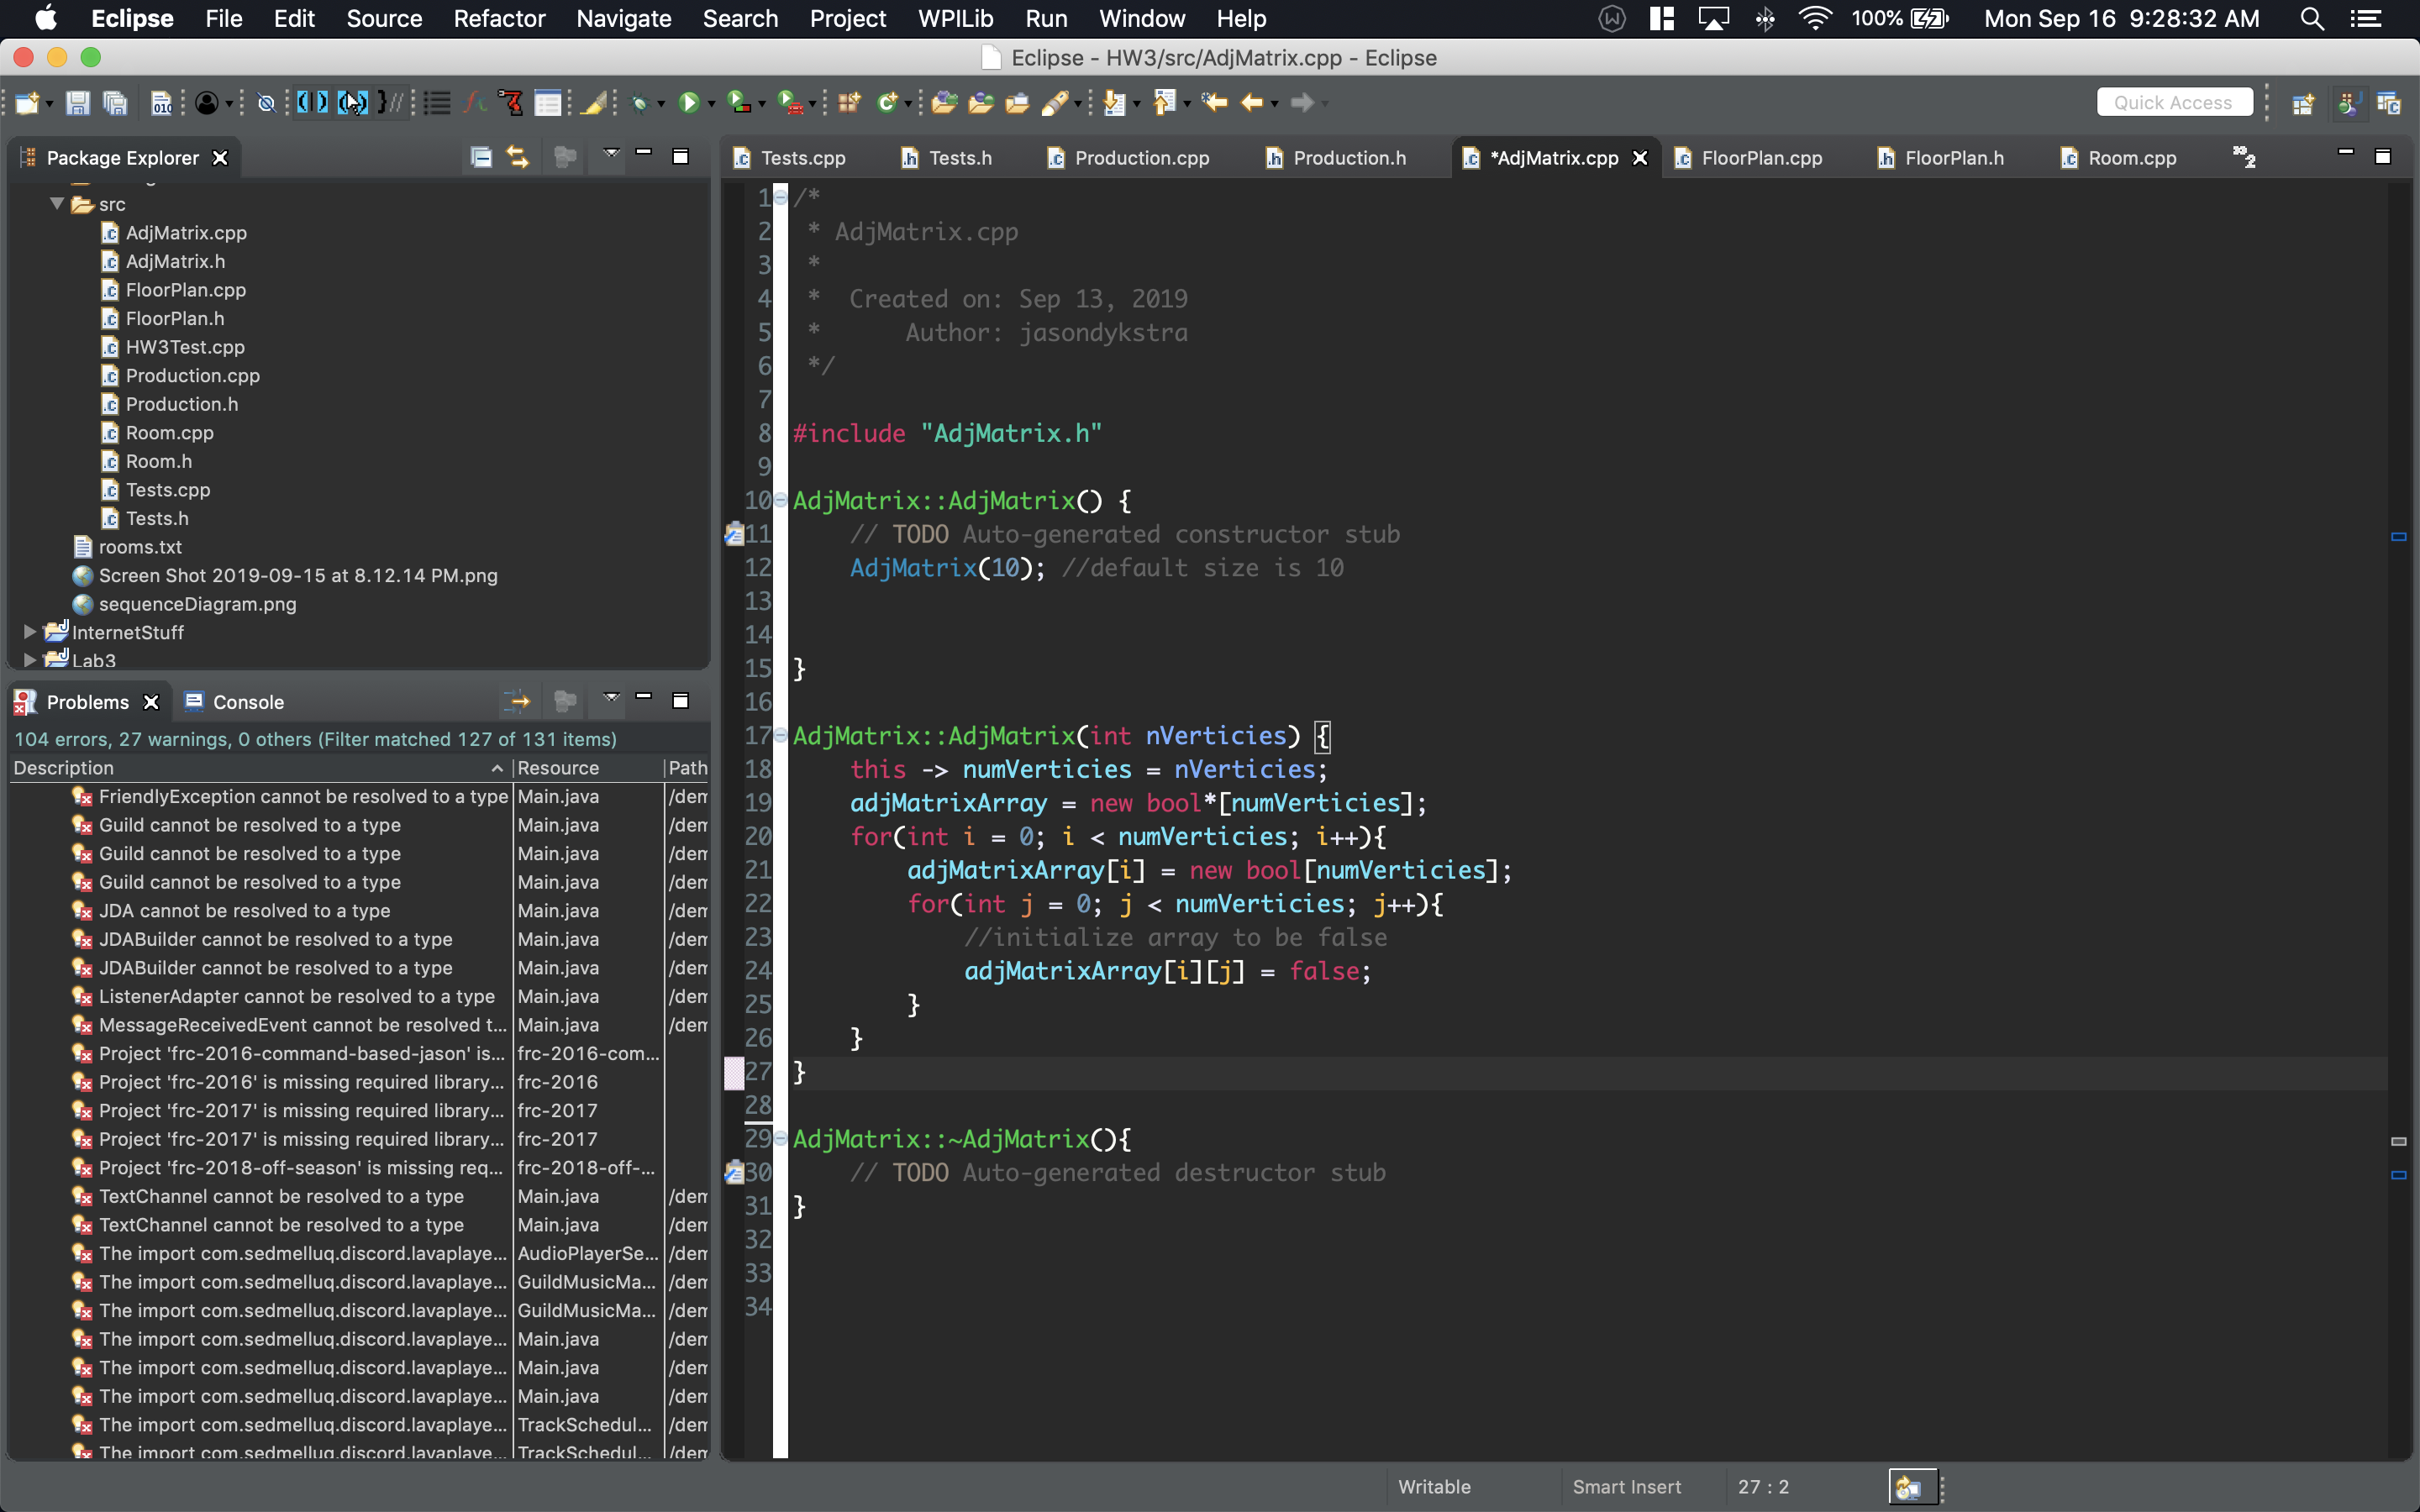 Eclipse File Edit Source Refactor Navigate Search Project WPILib Run Window Help 100% Mon Sep 16 9:28:32 AM
Eclipse - HW3/src/AdjMatrix.cpp - Eclipse
Quick Access
Package Explorer
src
AdjMatrix.cpp
AdjMatrix.h
FloorPlan.cpp
FloorPlan.h
HW3Test.cpp
Production.cpp
Production.h
Room.cpp
Room.h
Tests.cpp
Tests.h
rooms.txt
Screen Shot 2019-09-15 at 8.12.14 PM.png
sequenceDiagram.png
InternetStuff
Lab3
Problems Console
104 errors, 27 warnings, 0 others (Filter matched 127 of 131 items)
Description Resource Path
FriendlyException cannot be resolved to a type Main.java /dem
Guild cannot be resolved to a type Main.java /dem
Guild cannot be resolved to a type Main.java /dem
Guild cannot be resolved to a type Main.java /dem
JDA cannot be resolved to a type Main.java /dem
JDABuilder cannot be resolved to a type Main.java /dem
JDABuilder cannot be resolved to a type Main.java /dem
ListenerAdapter cannot be resolved to a type Main.java /dem
MessageReceivedEvent cannot be resolved t... Main.java /dem
Project 'frc-2016-command-based-jason' is... frc-2016-com...
Project 'frc-2016' is missing required library... frc-2016
Project 'frc-2017' is missing required library... frc-2017
Project 'frc-2017' is missing required library... frc-2017
Project 'frc-2018-off-season' is missing req... frc-2018-off-...
TextChannel cannot be resolved to a type Main.java /dem
TextChannel cannot be resolved to a type Main.java /dem
The import com.sedmelluq.discord.lavaplaye... AudioPlayerSe... /dem
The import com.sedmelluq.discord.lavaplaye... GuildMusicMa... /dem
The import com.sedmelluq.discord.lavaplaye... GuildMusicMa... /dem
The import com.sedmelluq.discord.lavaplaye... Main.java /dem
The import com.sedmelluq.discord.lavaplaye... Main.java /dem
The import com.sedmelluq.discord.lavaplaye... Main.java /dem
The import com.sedmelluq.discord.lavaplaye... TrackSchedul... /dem
The import com.sedmelluq.discord.lavaplaye... TrackSchedul... /dem
Tests.cpp Tests.h Production.cpp Production.h *AdjMatrix.cpp FloorPlan.cpp FloorPlan.h Room.cpp »2
1 /*
2 * AdjMatrix.cpp
3 *
4 * Created on: Sep 13, 2019
5 * Author: jasondykstra
6 */
7
8 #include "AdjMatrix.h"
9
10 AdjMatrix::AdjMatrix() {
11 // TODO Auto-generated constructor stub
12 AdjMatrix(10); //default size is 10
13
14
15 }
16
17 AdjMatrix::AdjMatrix(int nVerticies) {
18 this -> numVerticies = nVerticies;
19 adjMatrixArray = new bool*[numVerticies];
20 for(int i = 0; i < numVerticies; i++){
21 adjMatrixArray[i] = new bool[numVerticies];
22 for(int j = 0; j < numVerticies; j++){
23 //initialize array to be false
24 adjMatrixArray[i][j] = false;
25 }
26 }
27 }
28
29 AdjMatrix::~AdjMatrix(){
30 // TODO Auto-generated destructor stub
31 }
32
33
34
Writable Smart Insert 27 : 2